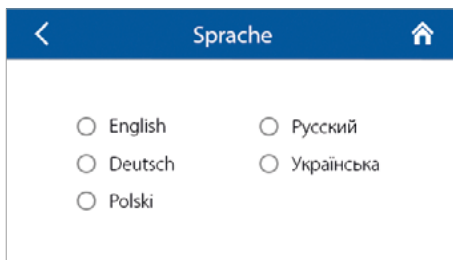 Sprache
English
Deutsch
Polski
Русский
Українська